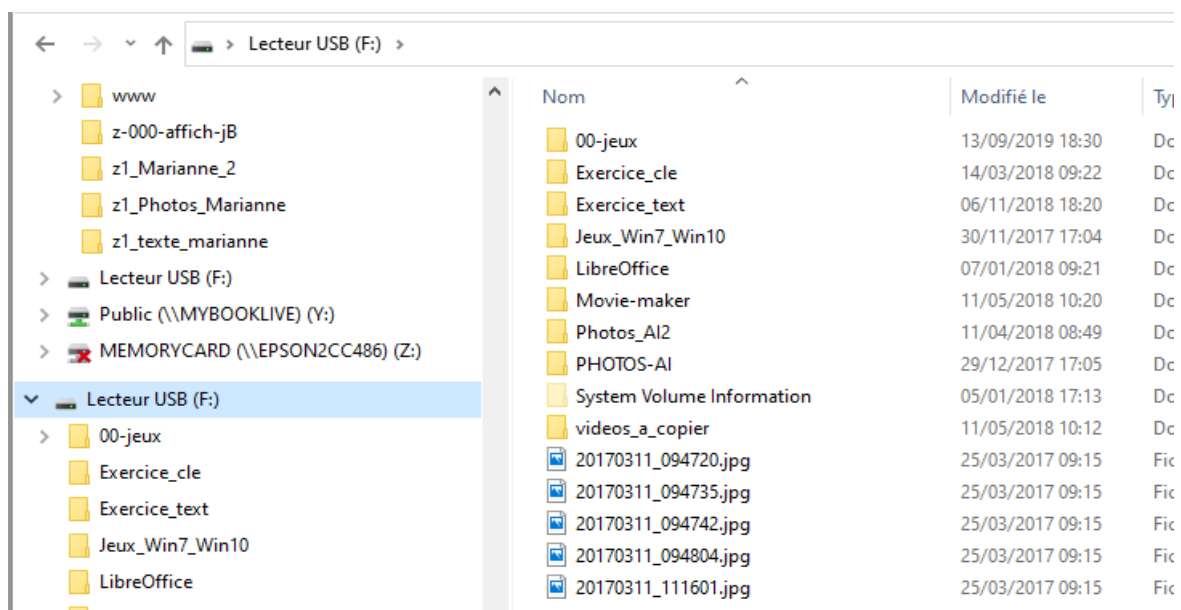 Lecteur USB (F:)
www
z-000-affich-jB
z1_Marianne_2
z1_Photos_Marianne
z1_texte_marianne
Lecteur USB (F:)
Public (\\MYBOOKLIVE) (Y:)
MEMORYCARD (\\EPSON2CC486) (Z:)
Lecteur USB (F:)
00-jeux
Exercice_cle
Exercice_text
Jeux_Win7_Win10
LibreOffice
Nom Modifié le
00-jeux 13/09/2019 18:30
Exercice_cle 14/03/2018 09:22
Exercice_text 06/11/2018 18:20
Jeux_Win7_Win10 30/11/2017 17:04
LibreOffice 07/01/2018 09:21
Movie-maker 11/05/2018 10:20
Photos_AI2 11/04/2018 08:49
PHOTOS-AI 29/12/2017 17:05
System Volume Information 05/01/2018 17:13
videos_a_copier 11/05/2018 10:12
20170311_094720.jpg 25/03/2017 09:15
20170311_094735.jpg 25/03/2017 09:15
20170311_094742.jpg 25/03/2017 09:15
20170311_094804.jpg 25/03/2017 09:15
20170311_111601.jpg 25/03/2017 09:15